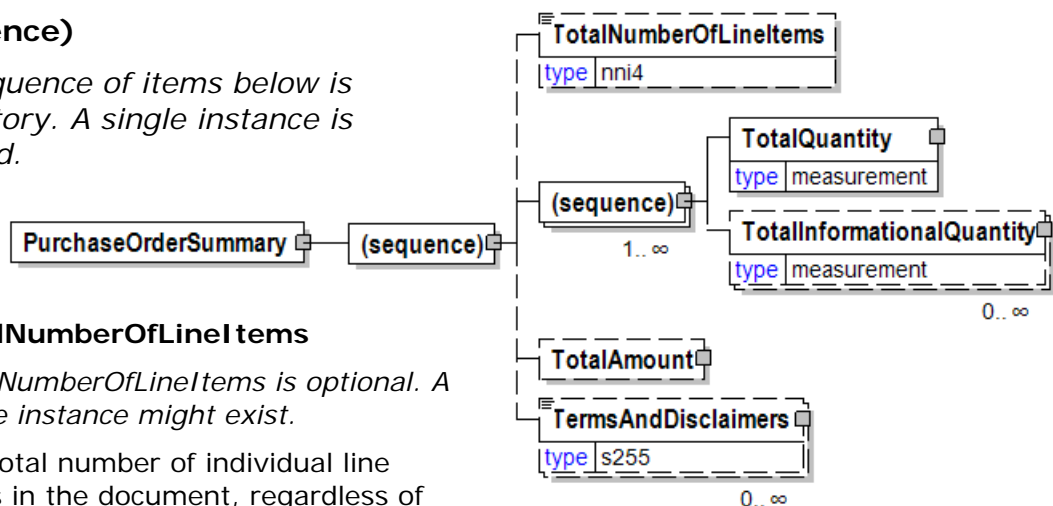 ence)
quence of items below is
tory. A single instance is
d.
lNumberOfLineItems
NumberOfLineItems is optional. A
e instance might exist.
otal number of individual line
s in the document, regardless of
PurchaseOrderSummary
(sequence)
TotalNumberOfLineItems
type nni4
(sequence)
1.. ∞
TotalQuantity
type measurement
TotalInformationalQuantity
type measurement
0.. ∞
TotalAmount
TermsAndDisclaimers
type s255
0.. ∞